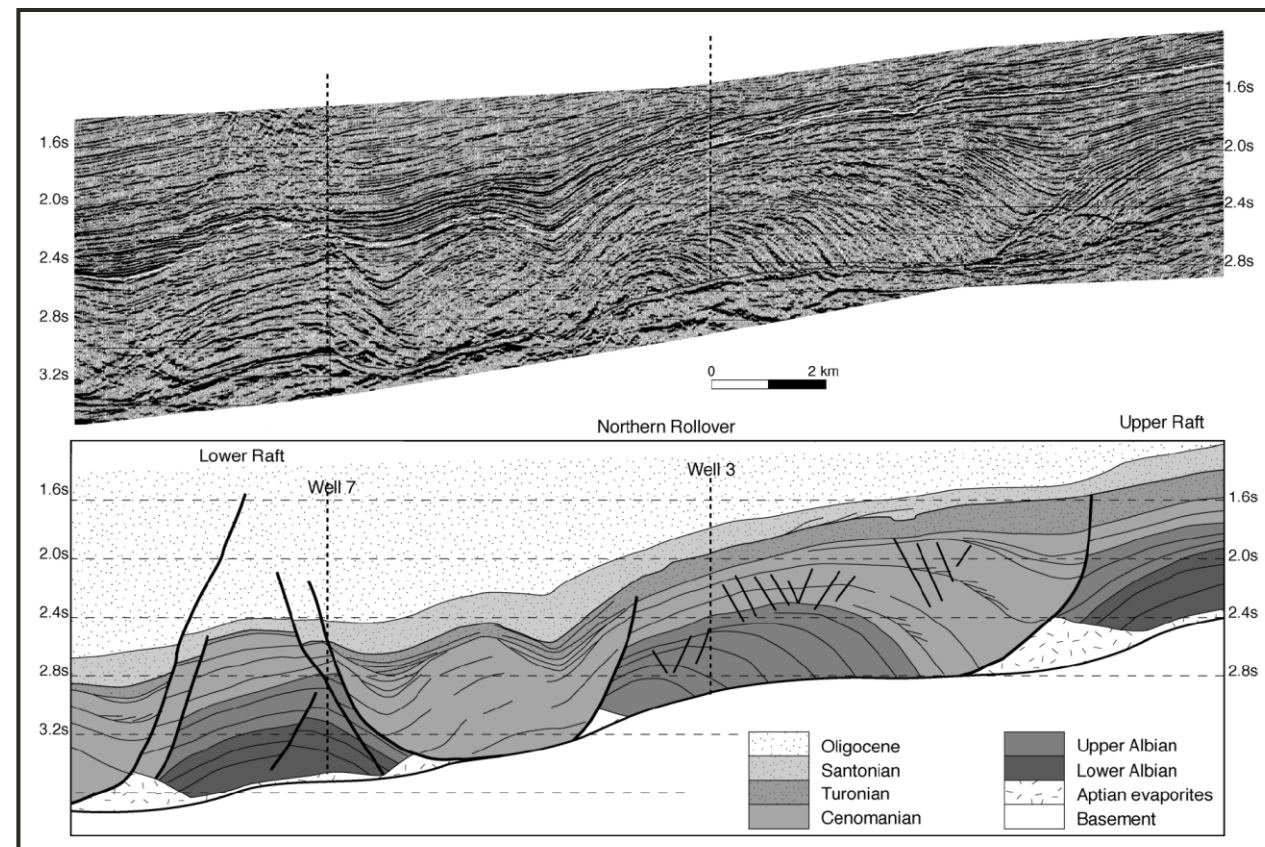 1.6s
1.6s
2.0s
2.0s
2.4s
2.4s
2.8s
2.8s
3.2s
0 2 km
Northern Rollover
Upper Raft
Lower Raft
Well 3
Well 7
1.6s
1.6s
2.0s
2.0s
2.4s
2.4s
2.8s
2.8s
3.2s
Oligocene
Santonian
Turonian
Cenomanian
Upper Albian
Lower Albian
Aptian evaporites
Basement